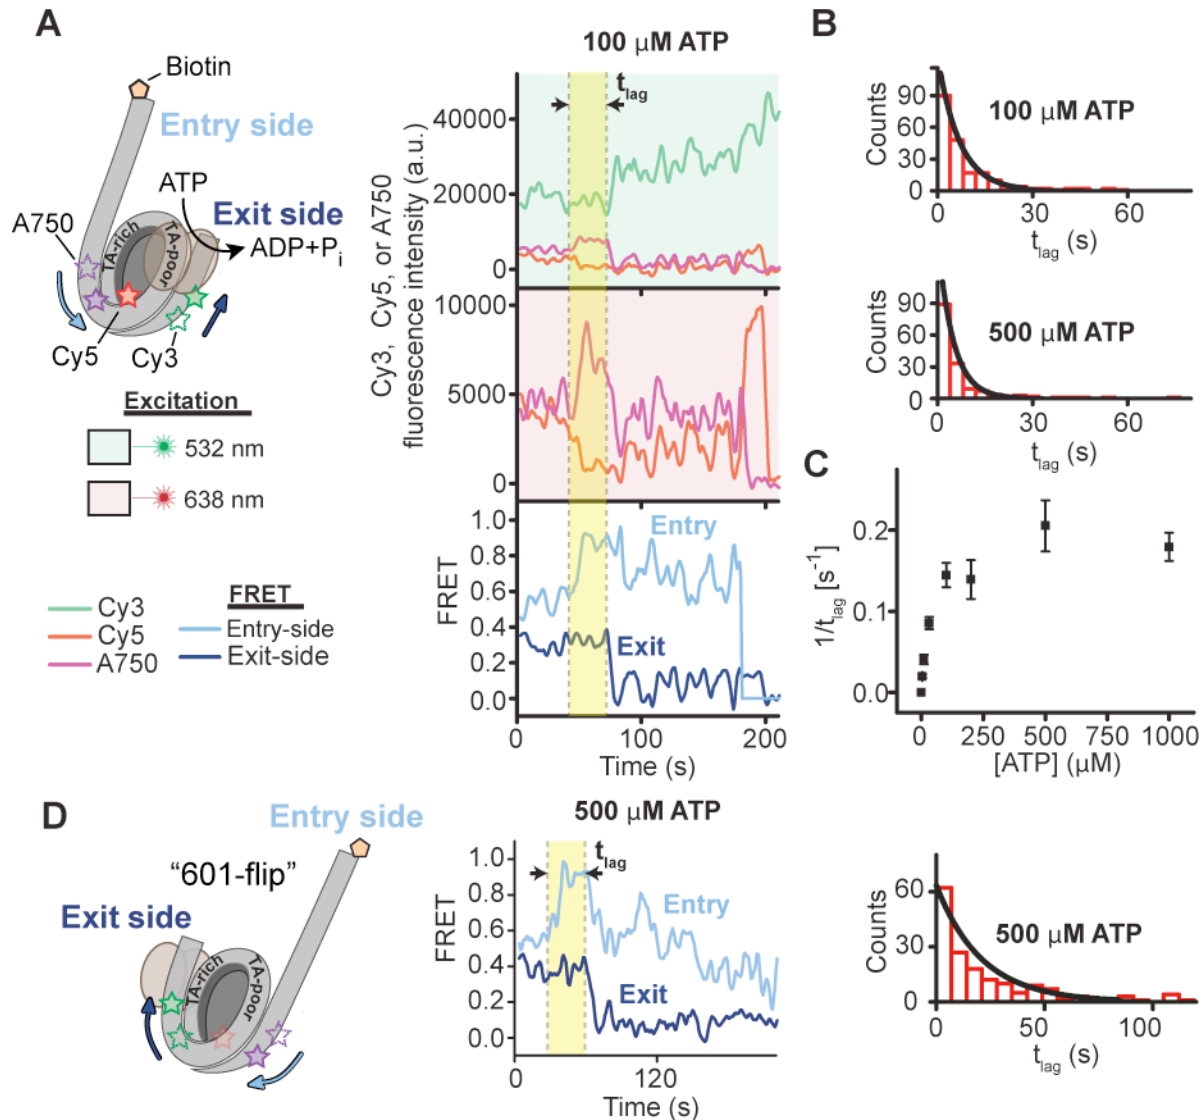 A
Biotin
Entry side
ATP
Exit side
A750
ADP+Pi
TA-rich
TA-poor
Cy5
Cy3
Excitation
532 nm
638 nm
FRET
Cy3
Cy5
A750
Entry-side
Exit-side
100 μM ATP
tlag
Cy3, Cy5, or A750
fluorescence intensity (a.u.)
40000
20000
0
10000
5000
0
FRET
1.0
0.8
0.6
0.4
0.2
0.0
Entry
Exit
0
100
200
Time (s)
B
100 μM ATP
Counts
90
60
30
0
0
60
tlag (s)
500 μM ATP
Counts
90
60
30
0
0
60
tlag (s)
C
1/tlag [s-1]
0.2
0.1
0.0
0
250
500
750
1000
[ATP] (μM)
D
Entry side
"601-flip"
Exit side
TA-rich
TA-poor
500 μM ATP
tlag
FRET
1.0
0.8
0.6
0.4
0.2
0.0
Entry
Exit
0
120
Time (s)
500 μM ATP
Counts
60
30
0
0
50
100
tlag (s)